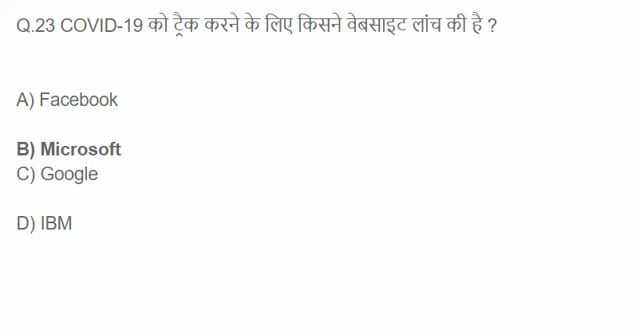 Q.23 COVID-19 को ट्रैक करने के लिए किसने वेबसाइट लांच की है ?
A) Facebook
B) Microsoft
C) Google
D) IBM